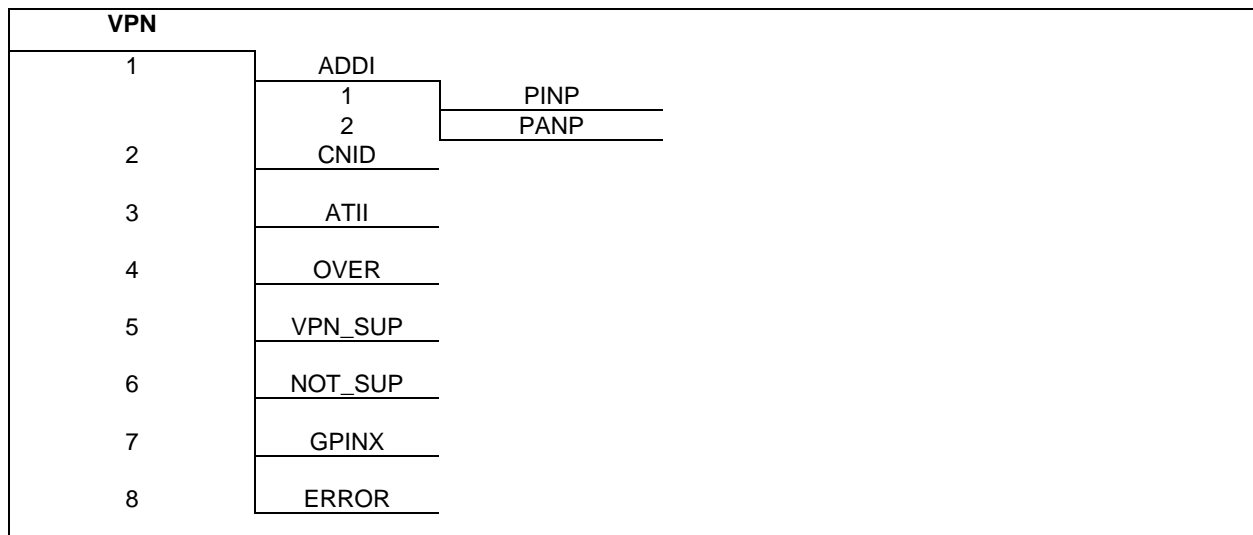 VPN
1 ADDI
1 PINP
2 PANP
2 CNID
3 ATII
4 OVER
5 VPN_SUP
6 NOT_SUP
7 GPINX
8 ERROR